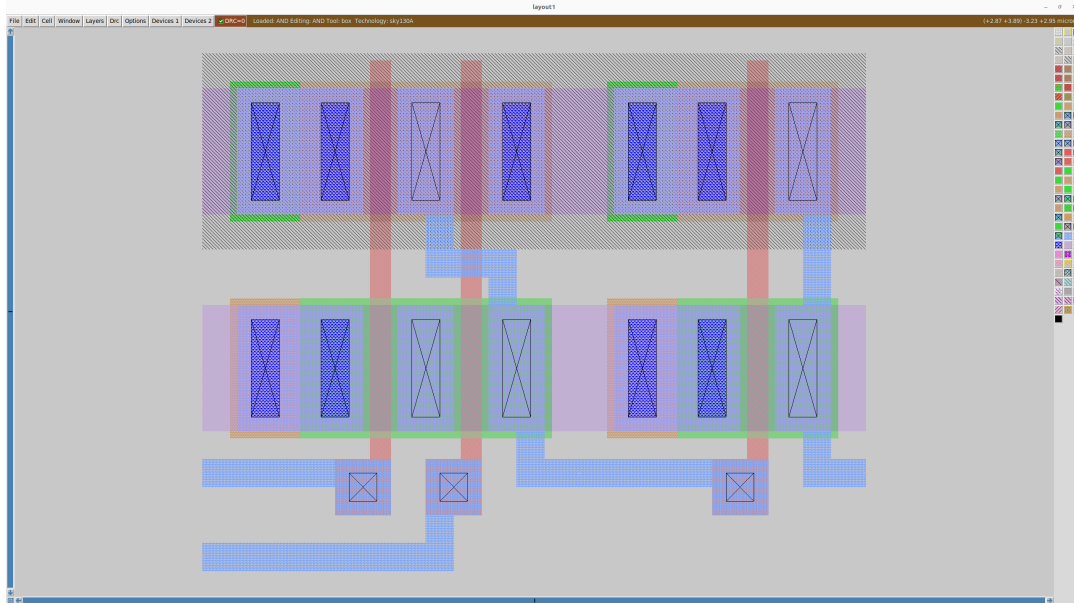 layout1
File Edit Cell Window Layers Drc Options Devices 1 Devices 2 ✓DRC=0 Loaded: AND Editing: AND Tool: box Technology: sky130A (+2.87 +3.89) -3.23 +2.95 micro